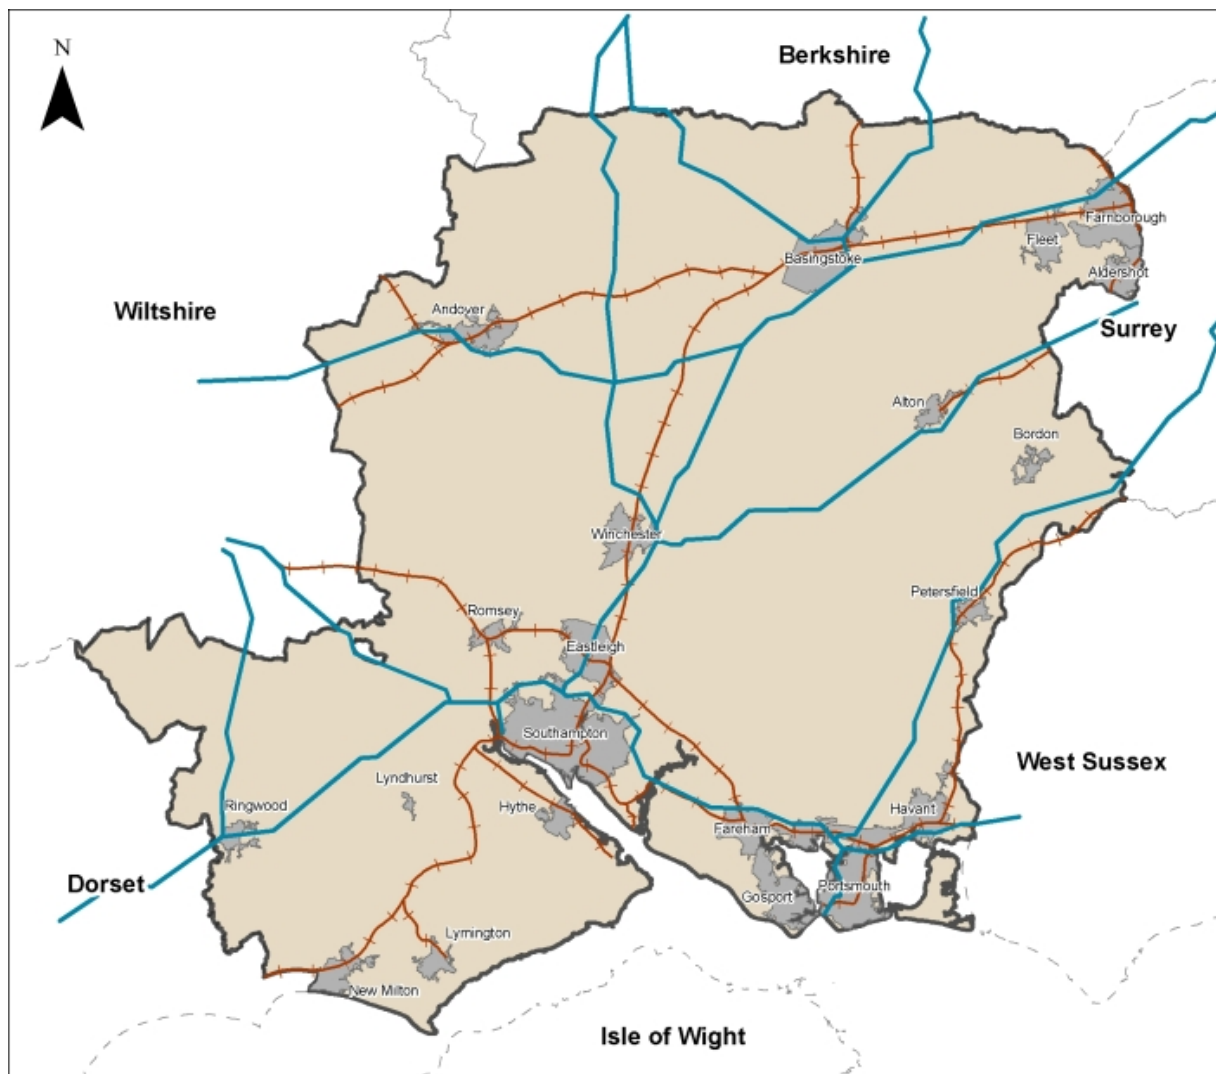 N
Berkshire
Farnborough
Fleet
Basingstoke
Aldershot
Wiltshire
Andover
Surrey
Alton
Bordon
Winchester
Petersfield
Romsey
Eastleigh
Southampton
West Sussex
Lyndhurst
Ringwood
Hythe
Havant
Fareham
Dorset
Portsmouth
Gosport
Lymington
New Milton
Isle of Wight